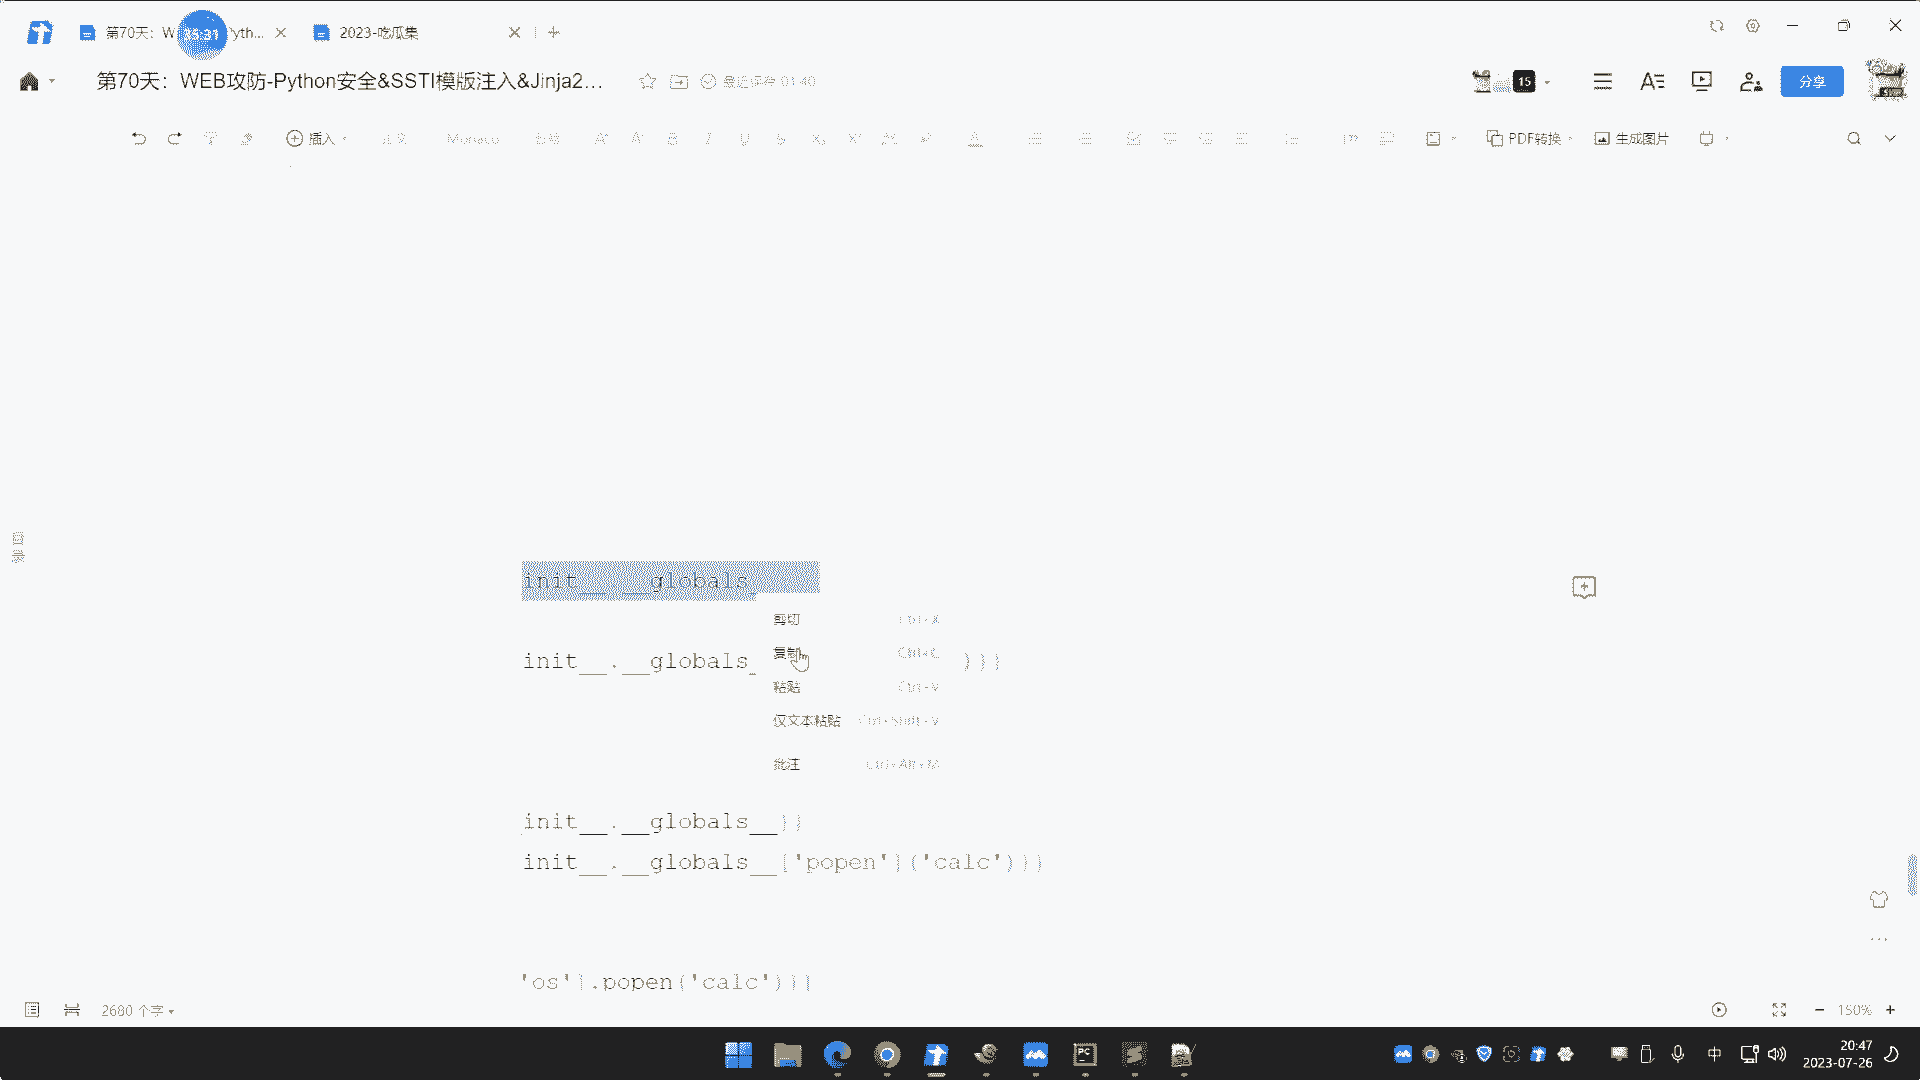 第70天：W
35:31
Pyth...
2023-吃瓜集
第70天：WEB攻防-Python安全&SSTI模版注入&Jinja2...
最近保存 01:40
15
分享
插入
Monaco
PDF转换
生成图片
目录
init__.__globals_
剪切 Ctrl+X
复制 Ctrl+C
init__.__globals_
)}}
粘贴 Ctrl+V
仅文本粘贴 Ctrl+Shift+V
批注 Ctrl+Alt+M
init__.__globals__}}
init__.__globals__['popen']('calc')}}
'os'].popen('calc')}}
2680 个字
150%
中
20:47
2023-07-26